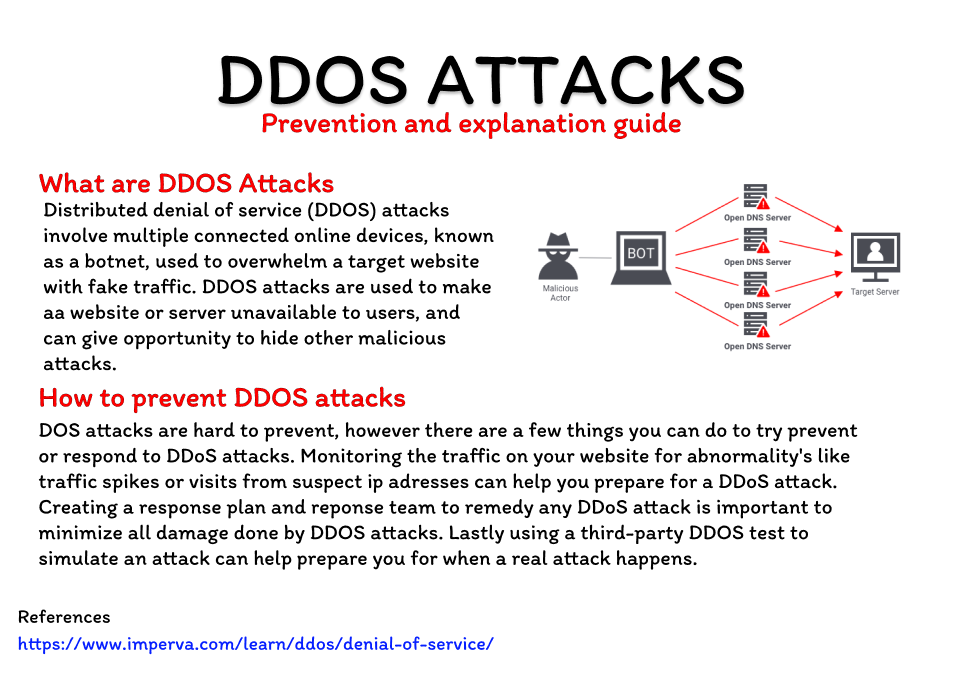 DDOS ATTACKS
Prevention and explanation guide
What are DDOS Attacks
Distributed denial of service (DDOS) attacks
involve multiple connected online devices, known
as a botnet, used to overwhelm a target website
with fake traffic. DDOS attacks are used to make
aa website or server unavailable to users, and
can give opportunity to hide other malicious
attacks.
Malicious
Actor
BOT
Open DNS Server
Open DNS Server
Open DNS Server
Open DNS Server
Target Server
How to prevent DDOS attacks
DOS attacks are hard to prevent, however there are a few things you can do to try prevent
or respond to DDoS attacks. Monitoring the traffic on your website for abnormality's like
traffic spikes or visits from suspect ip adresses can help you prepare for a DDoS attack.
Creating a response plan and reponse team to remedy any DDoS attack is important to
minimize all damage done by DDOS attacks. Lastly using a third-party DDOS test to
simulate an attack can help prepare you for when a real attack happens.
References
https://www.imperva.com/learn/ddos/denial-of-service/